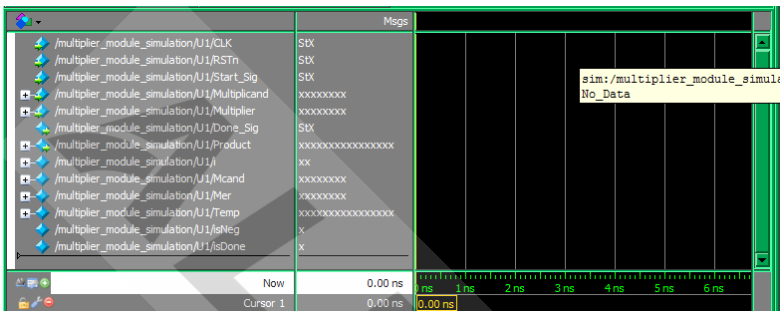 Msgs
/multiplier_module_simulation/U1/CLK StX
/multiplier_module_simulation/U1/RSTn StX
/multiplier_module_simulation/U1/Start_Sig StX
/multiplier_module_simulation/U1/Multiplicand xxxxxxxx
/multiplier_module_simulation/U1/Multiplier xxxxxxxx
/multiplier_module_simulation/U1/Done_Sig StX
/multiplier_module_simulation/U1/Product xxxxxxxxxxxxxxxx
/multiplier_module_simulation/U1/i xx
/multiplier_module_simulation/U1/Mcand xxxxxxxx
/multiplier_module_simulation/U1/Mer xxxxxxxx
/multiplier_module_simulation/U1/Temp xxxxxxxxxxxxxxxx
/multiplier_module_simulation/U1/isNeg x
/multiplier_module_simulation/U1/isDone x
sim:/multiplier_module_simula
No_Data
Now 0.00 ns ns 1 ns 2 ns 3 ns 4 ns 5 ns 6 ns
Cursor 1 0.00 ns 0.00 ns